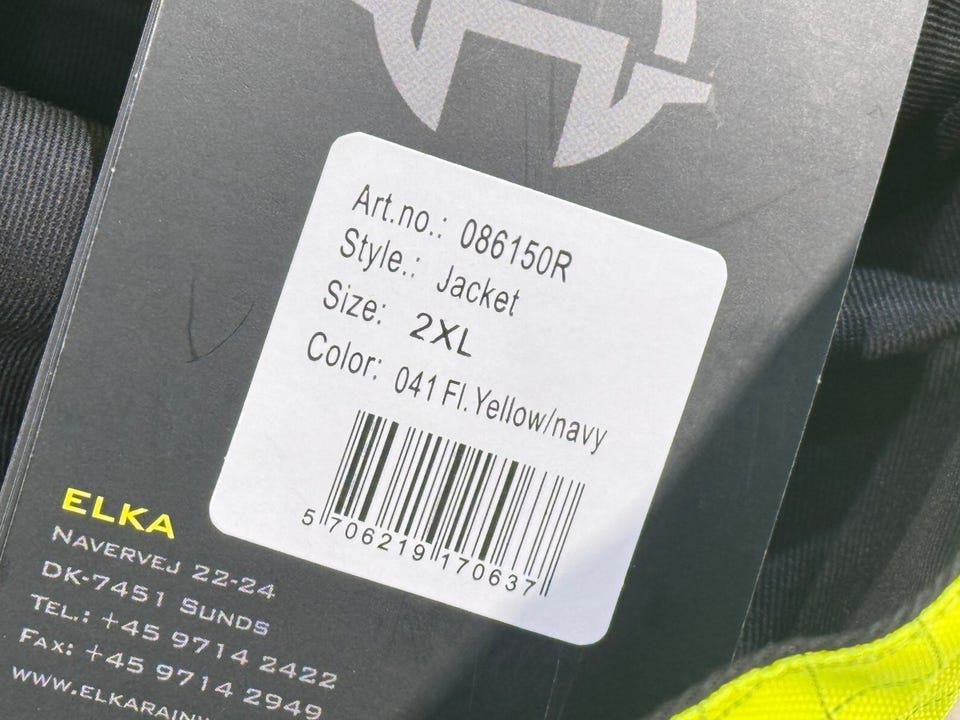 Art.no.: 086150R
Style.: Jacket
Size: 2XL
Color: 041 Fl.Yellow/navy
5 706219 170637
ELKA
NAVERVEJ 22-24
DK-7451 SUNDS
TEL.: +45 9714 2422
FAX: +45 9714 2949